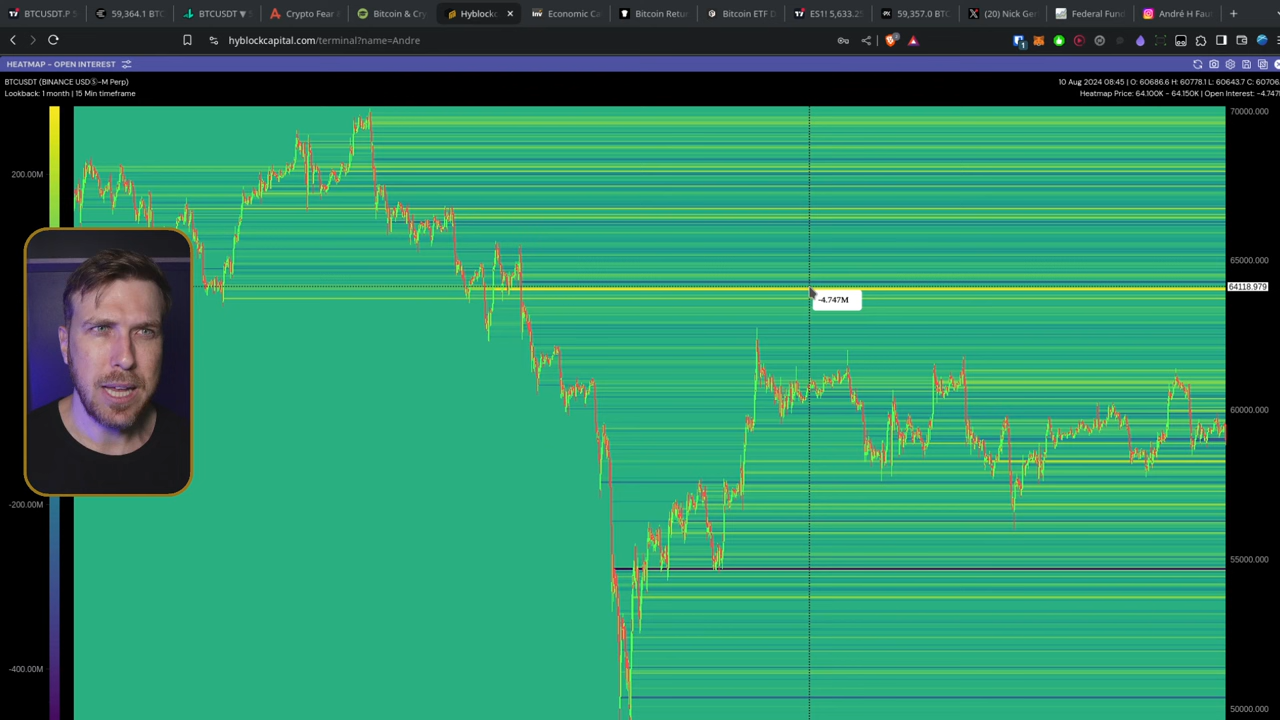 BTCUSDT.P 5
59,364.1 BTC
BTCUSDT ▼ 3
Crypto Fear
Bitcoin & Cry
Hyblock
Economic Ca
Bitcoin Retur
Bitcoin ETF D
ES1! 5,633.25
59,357.0 BTC
(20) Nick Ger
Federal Fund
André H Fau
hyblockcapital.com/terminal?name=Andre
HEATMAP - OPEN INTEREST
BTCUSDT (BINANCE USDⓈ-M Perp)
10 Aug 2024 08:45 | O: 60686.6 H: 60778.1 L: 60643.7 C: 60706.
Lookback: 1 month | 15 Min timeframe
Heatmap Price: 64.100K - 64.150K | Open Interest: -4.747
70000.000
200.00M
65000.000
64118.979
-4.747M
60000.000
-200.00M
55000.000
-400.00M
50000.000